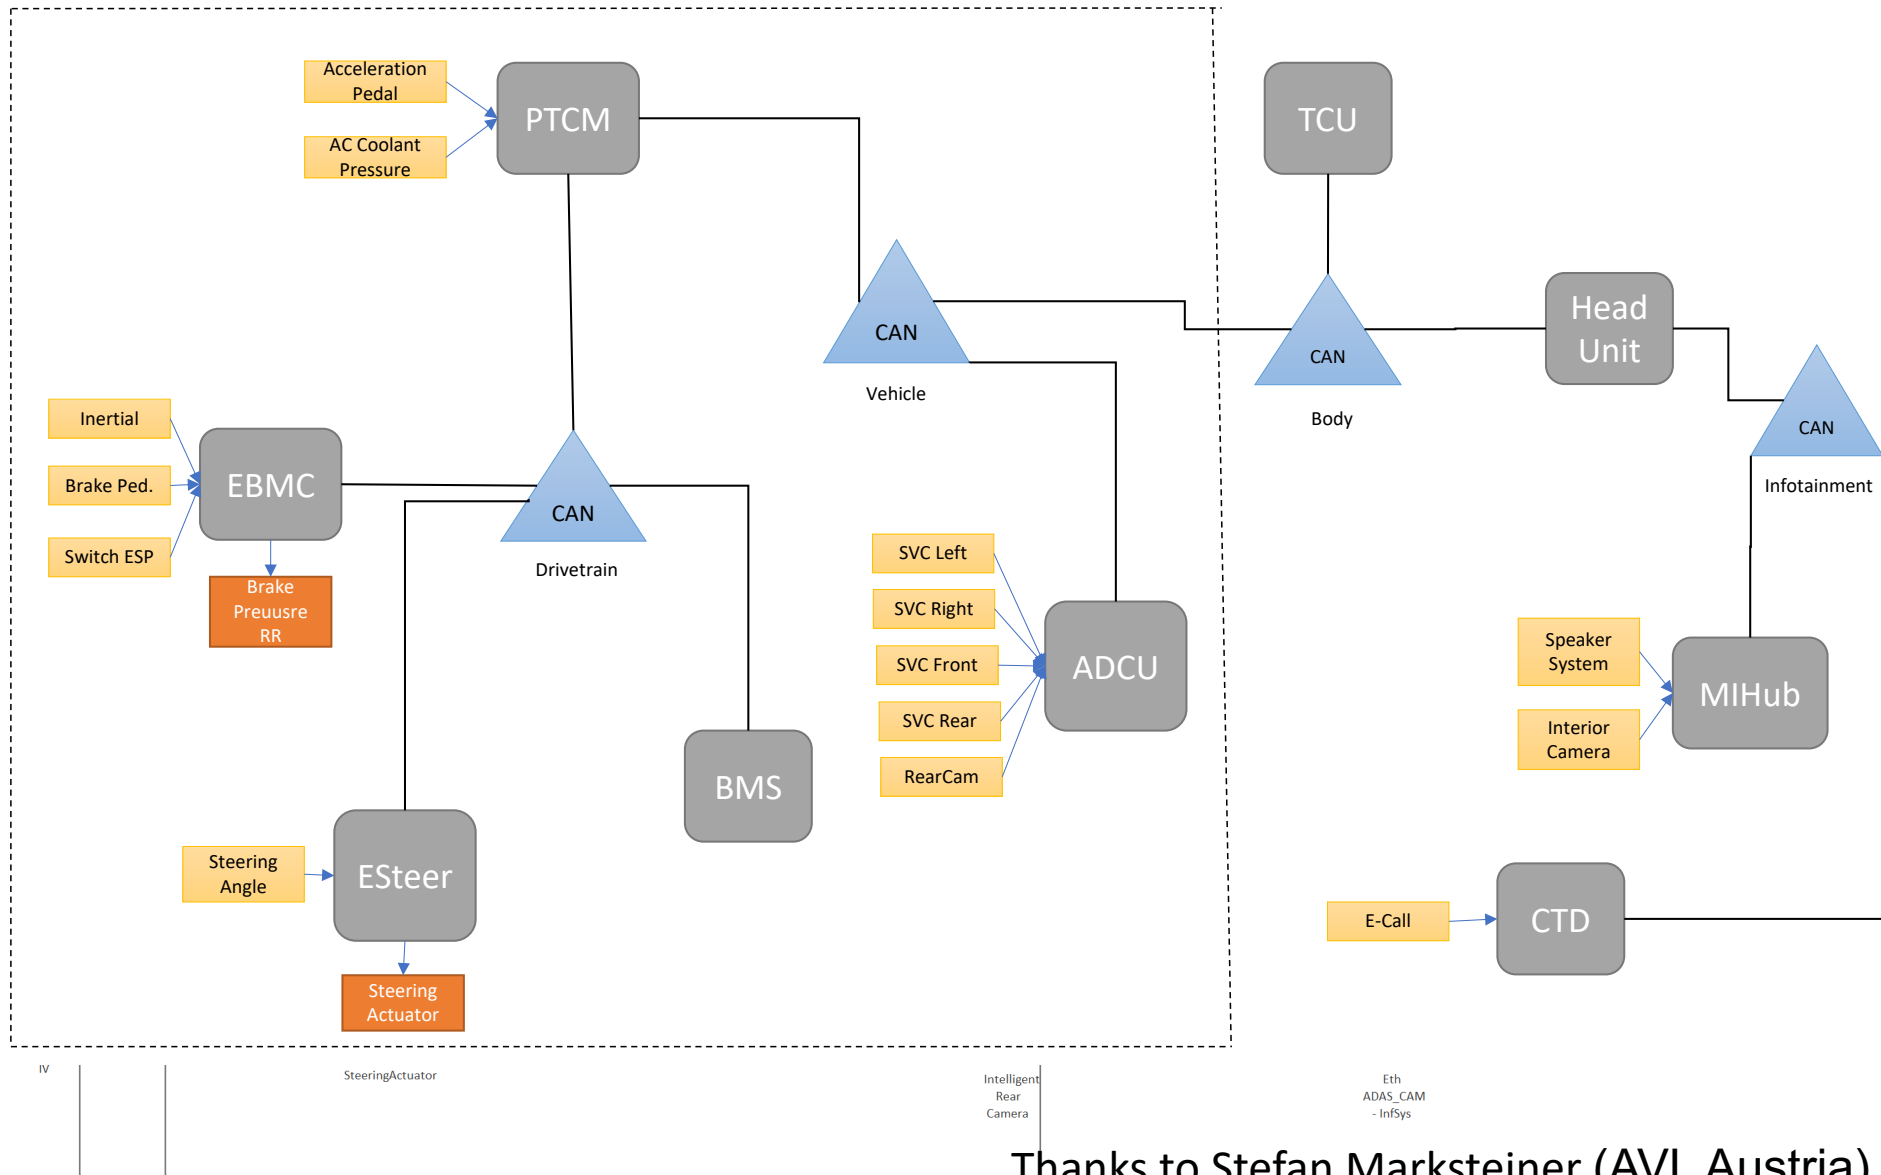 Acceleration
Pedal
PTCM
TCU
AC Coolant
Pressure
CAN
Vehicle
CAN
Body
Head
Unit
CAN
Infotainment
Inertial
Brake Ped.
Switch ESP
EBMC
Brake
Preuusre
RR
CAN
Drivetrain
SVC Left
SVC Right
SVC Front
SVC Rear
RearCam
ADCU
Speaker
System
Interior
Camera
MIHub
BMS
Steering
Angle
ESteer
Steering
Actuator
E-Call
CTD
IV
SteeringActuator
Intelligent
Rear
Camera
Eth
ADAS_CAM
- InfSys
Thanks to Stefan Marksteiner (AVL Austria)